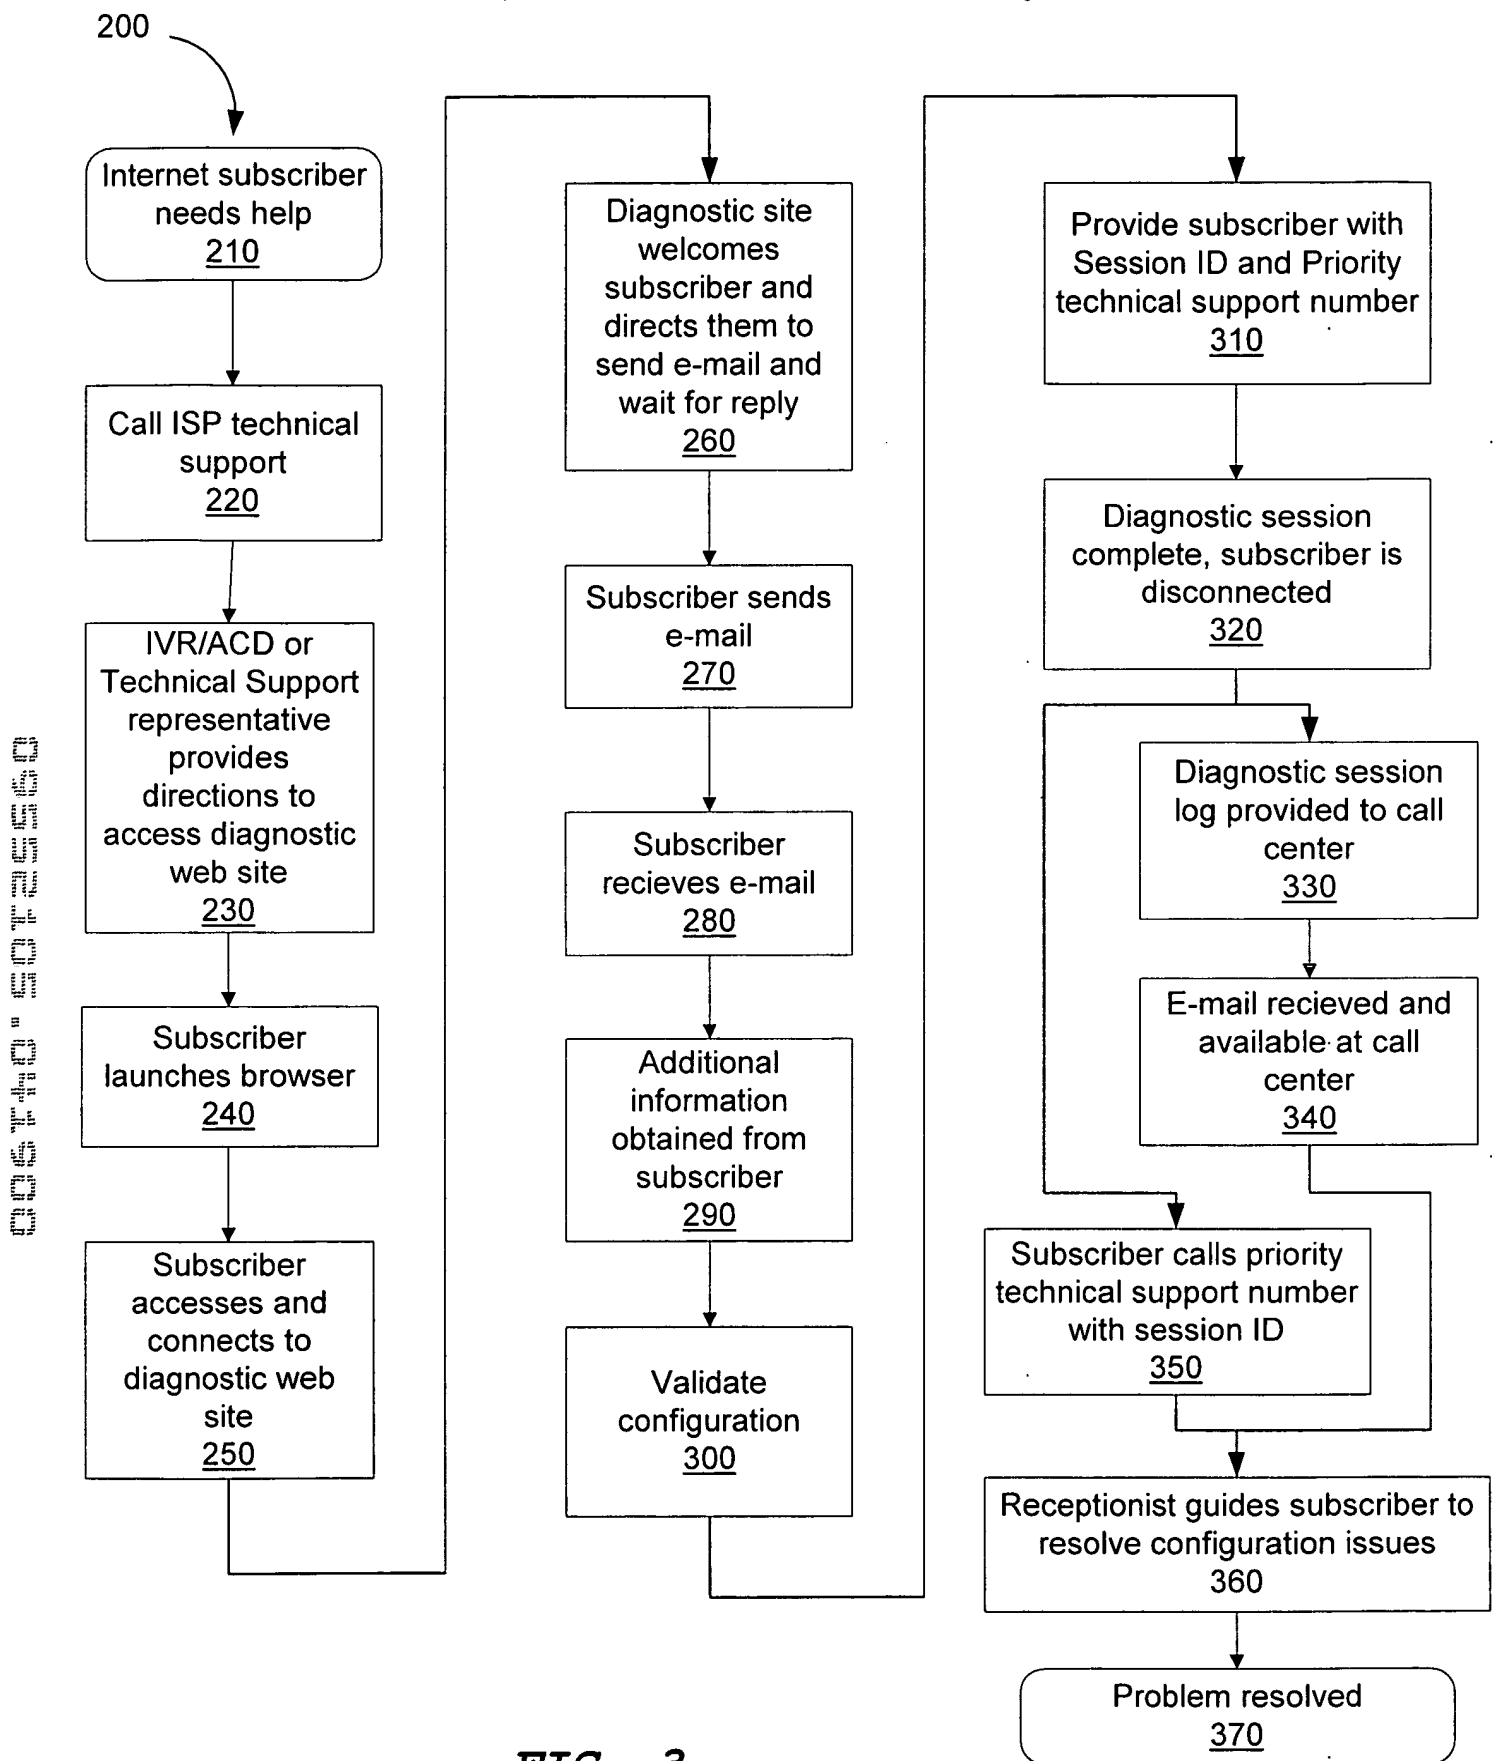 200
Internet subscriber
needs help
210
Call ISP technical
support
220
IVR/ACD or
Technical Support
representative
provides
directions to
access diagnostic
web site
230
Subscriber
launches browser
240
Subscriber
accesses and
connects to
diagnostic web
site
250
Diagnostic site
welcomes
subscriber and
directs them to
send e-mail and
wait for reply
260
Subscriber sends
e-mail
270
Subscriber
recieves e-mail
280
Additional
information
obtained from
subscriber
290
Validate
configuration
300
Provide subscriber with
Session ID and Priority
technical support number
310
Diagnostic session
complete, subscriber is
disconnected
320
Diagnostic session
log provided to call
center
330
E-mail recieved and
available at call
center
340
Subscriber calls priority
technical support number
with session ID
350
Receptionist guides subscriber to
resolve configuration issues
360
Problem resolved
370
FIG. 3